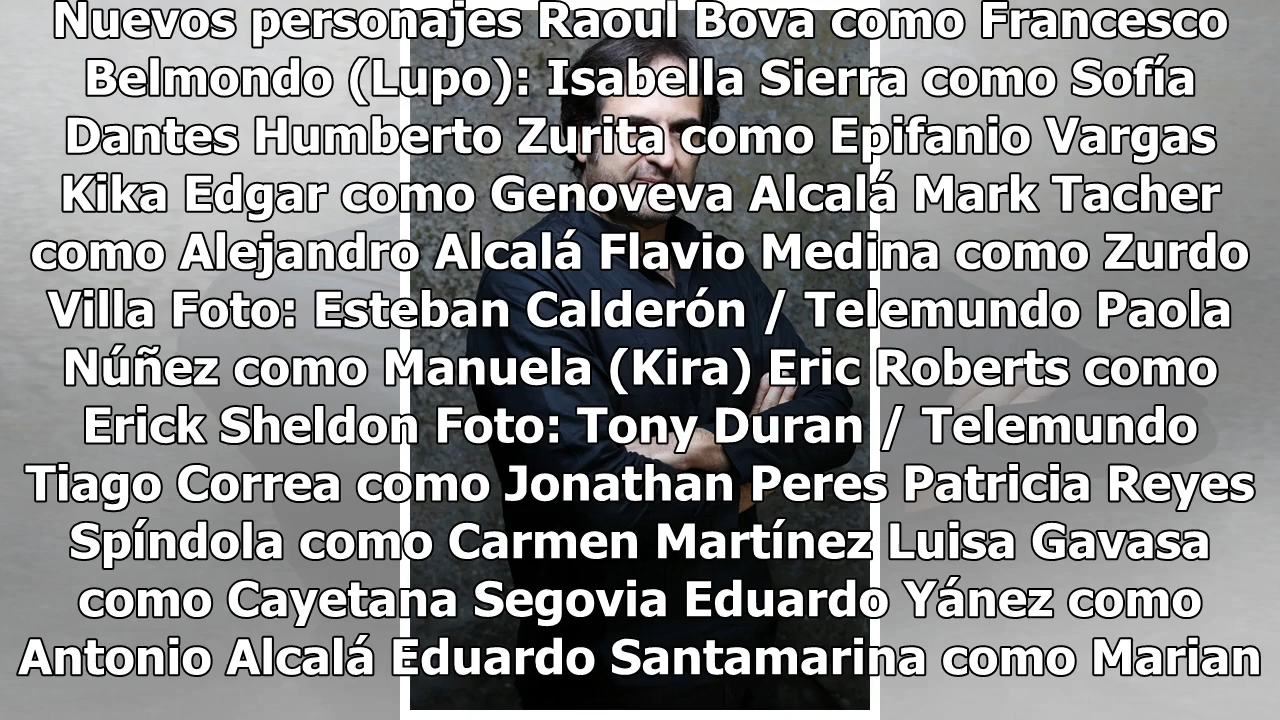 Nuevos personajes Raoul Bova como Francesco
Belmondo (Lupo): Isabella Sierra como Sofía
Dantes Humberto Zurita como Epifanio Vargas
Kika Edgar como Genoveva Alcalá Mark Tacher
como Alejandro Alcalá Flavio Medina como Zurdo
Villa Foto: Esteban Calderón / Telemundo Paola
Núñez como Manuela (Kira) Eric Roberts como
Erick Sheldon Foto: Tony Duran / Telemundo
Tiago Correa como Jonathan Peres Patricia Reyes
Spíndola como Carmen Martínez Luisa Gavasa
como Cayetana Segovia Eduardo Yánez como
Antonio Alcalá Eduardo Santamarina como Marian